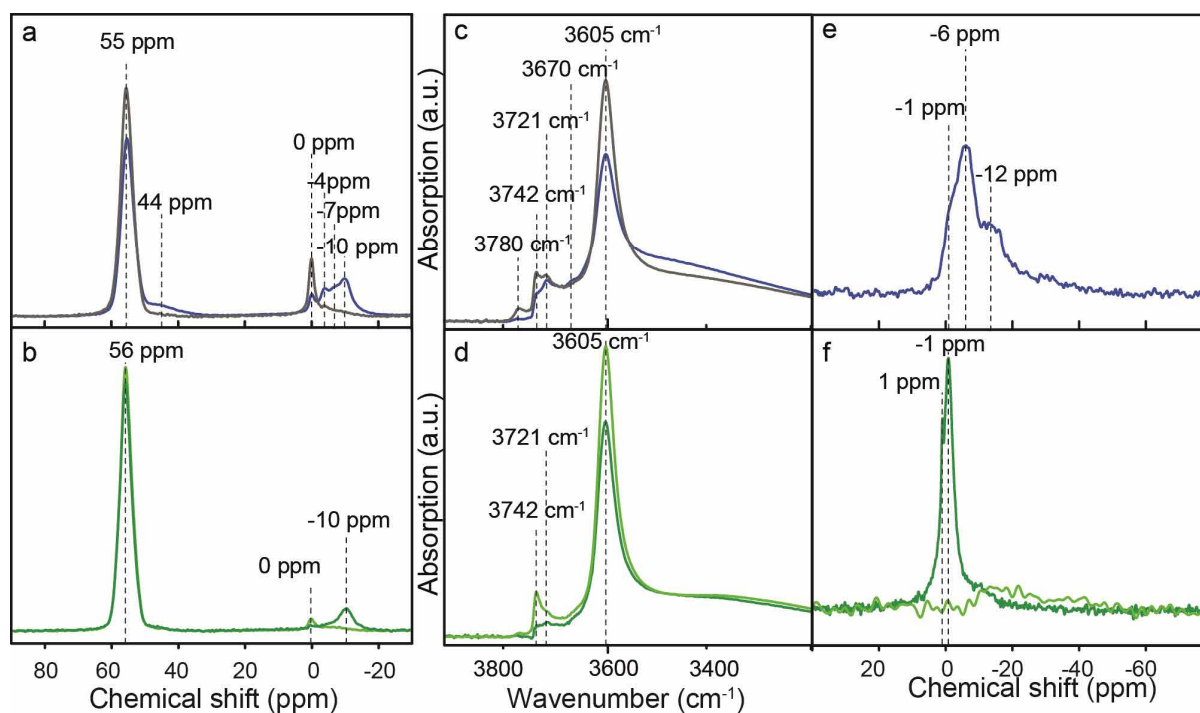 a
55 ppm
44 ppm
0 ppm
-4ppm
-7ppm
-10 ppm
b
56 ppm
0 ppm
-10 ppm
80 60 40 20 0 -20
Chemical shift (ppm)
Absorption (a.u.)
Absorption (a.u.)
c
3605 cm⁻¹
3670 cm⁻¹
3721 cm⁻¹
3742 cm⁻¹
3780 cm⁻¹
d
3605 cm⁻¹
3721 cm⁻¹
3742 cm⁻¹
3800 3600 3400
Wavenumber (cm⁻¹)
e
-6 ppm
-1 ppm
-12 ppm
f
-1 ppm
1 ppm
20 0 -20 -40 -60
Chemical shift (ppm)